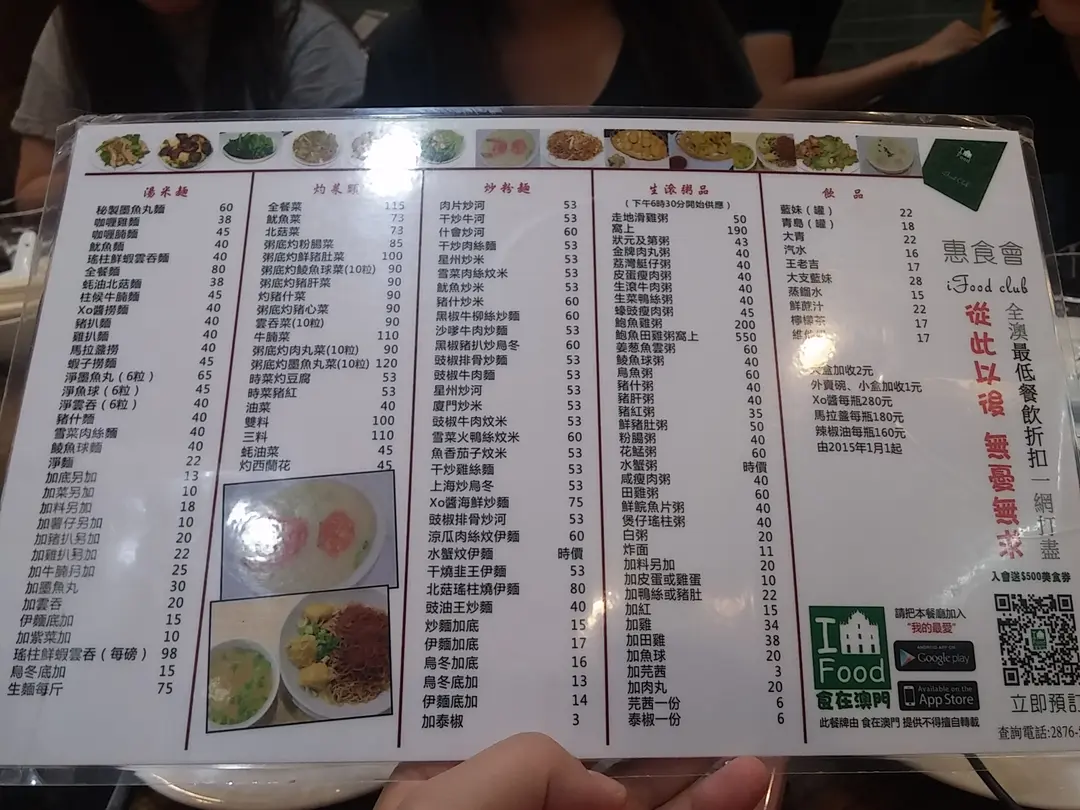 湯米麵
秘製墨魚丸麵 60
咖喱雞麵 38
咖喱腩麵 45
魷魚麵 40
瑤柱鮮蝦雲吞麵 40
全餐麵 80
蚝油北菇麵 38
柱候牛腩麵 45
Xo醬撈麵 40
豬扒麵 40
雞扒麵 40
馬拉盞撈 40
蝦子撈麵 45
淨墨魚丸（6粒） 65
淨魚球（6粒） 45
淨雲吞（6粒） 40
豬什麵 40
雪菜肉絲麵 40
鯪魚球麵 40
淨麵 22
加底另加 13
加菜另加 10
加料另加 18
加薯仔另加 10
加豬扒另加 20
加雞扒另加 22
加牛腩月加 25
加墨魚丸 30
加雲吞 20
伊麵底加 15
加紫菜加 10
瑤柱鮮蝦雲吞（每磅） 98
烏冬底加 15
生麵每斤 75
灼菜類
全餐菜 115
魷魚菜 73
北菇菜 73
粥底灼粉腸菜 85
粥底灼鮮豬肚菜 100
粥底灼鯪魚球菜(10粒) 90
粥底灼豬肝菜 90
灼豬什菜 90
粥底灼豬心菜 90
雲吞菜(10粒) 90
牛腩菜 110
粥底灼肉丸菜(10粒) 90
粥底灼墨魚丸菜(10粒) 120
時菜灼豆腐 53
時菜豬紅 53
油菜 40
雙料 100
三料 110
蚝油菜 45
灼西蘭花 45
炒粉麵
肉片炒河 53
干炒牛河 53
什會炒河 60
干炒肉絲麵 53
星州炒米 53
雪菜肉絲炆米 53
魷魚炒米 53
豬什炒米 60
黑椒牛柳絲炒麵 60
沙嗲牛肉炒麵 53
黑椒豬扒炒烏冬 60
豉椒排骨炒麵 53
豉椒牛肉麵 53
星州炒河 53
廈門炒米 53
豉椒牛肉炆米 53
雪菜火鴨絲炆米 60
魚香茄子炆米 53
干炒雞絲麵 53
上海炒烏冬 53
Xo醬海鮮炒麵 75
豉椒排骨炒河 53
涼瓜肉絲炆伊麵 60
水蟹炆伊麵 時價
干燒韭王伊麵 53
北菇瑤柱燒伊麵 80
豉油王炒麵 40
炒麵加底 15
伊麵加底 17
烏冬加底 16
烏冬底加 13
伊麵底加 14
加泰椒 3
生滾粥品
(下午6時30分開始供應)
走地滑雞粥 50
窩上 190
狀元及第粥 43
金牌肉丸粥 40
荔灣艇仔粥 40
皮蛋瘦肉粥 40
生滾牛肉粥 40
生菜鴨絲粥 40
蠔豉瘦肉粥 45
鮑魚雞粥 200
鮑魚田雞粥窩上 550
姜葱魚雲粥 60
鯪魚球粥 40
烏魚粥 60
豬什粥 40
豬肝粥 40
豬紅粥 35
鮮豬肚粥 50
粉腸粥 40
花艋粥 60
水蟹粥 時價
咸瘦肉粥 40
田雞粥 60
鮮鯇魚片粥 40
煲仔瑤柱粥 40
白粥 20
炸面 11
加料另加 20
加皮蛋或雞蛋 10
加鴨絲或豬肚 22
加紅 15
加雞 34
加田雞 38
加魚球 20
加芫茜 3
加肉丸 20
芫茜一份 6
泰椒一份 6
飲品
藍妹（罐） 22
青島（罐） 18
大青 22
汽水 16
王老吉 17
大支藍妹 28
蒸餾水 15
鮮蔗汁 22
檸檬茶 17
17
盒加收2元
外賣碗、小盒加收1元
Xo醬每瓶280元
馬拉盞每瓶180元
辣椒油每瓶160元
由2015年1月1起
惠食會
iFood club
全澳最低餐飲折扣一網打盡
從此以後 無憂無求
入會送$500美食券
I Food
食在澳門
請把本餐廳加入
"我的最愛"
ANDROID APP ON
Google play
Available on the
App Store
此餐牌由 食在澳門 提供不得擅自轉載
立即預訂
查詢電話:2876-